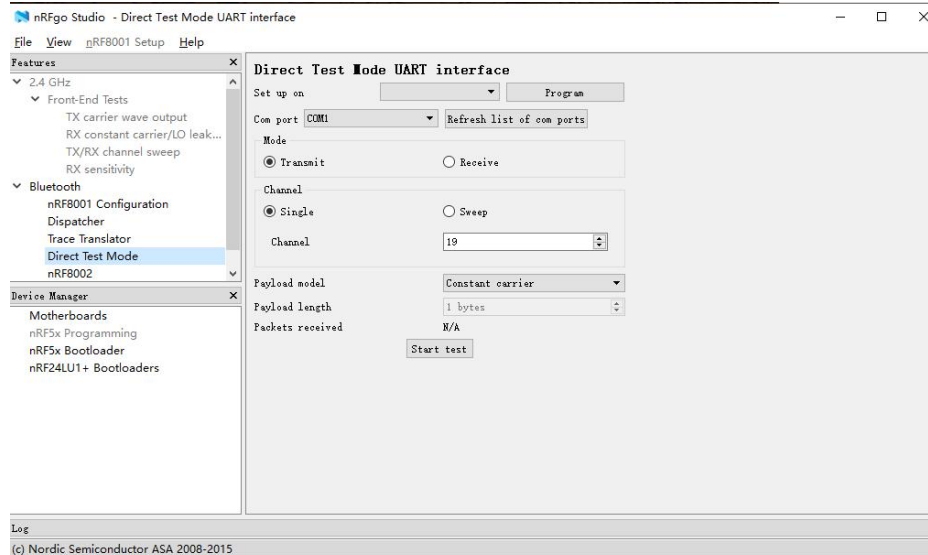 nRFgo Studio - Direct Test Mode UART interface
File View nRF8001 Setup Help
Features
2.4 GHz
Front-End Tests
TX carrier wave output
RX constant carrier/LO leak...
TX/RX channel sweep
RX sensitivity
Bluetooth
nRF8001 Configuration
Dispatcher
Trace Translator
Direct Test Mode
nRF8002
Device Manager
Motherboards
nRF5x Programming
nRF5x Bootloader
nRF24LU1+ Bootloaders
Direct Test Mode UART interface
Set up on Program
Com port COM1 Refresh list of com ports
Mode
Transmit Receive
Channel
Single Sweep
Channel 19
Payload model Constant carrier
Payload length 1 bytes
Packets received N/A
Start test
Log
(c) Nordic Semiconductor ASA 2008-2015